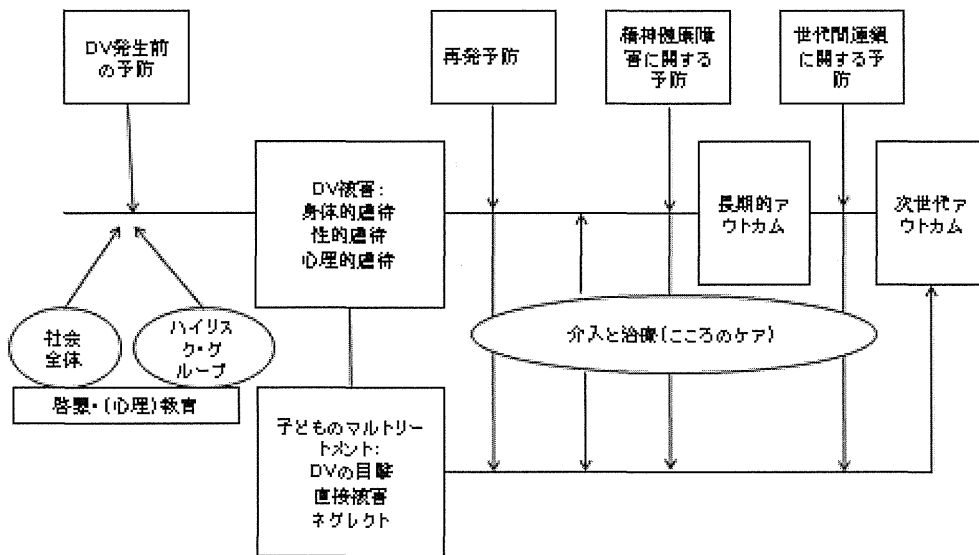 DV発生前
の予防
再発予防
精神健康障
害に関する
予防
世代間連鎖
に関する予
防
DV被害:
身体的虐待
性的虐待
心理的虐待
長期的ア
ウトカム
次世代ア
ウトカム
社会
全体
ハイリス
ク・グ
ループ
介入と治療(こころのケア)
啓蒙・(心理)教育
子どものマルトリー
トメント:
DVの目撃
直接被害
ネグレクト